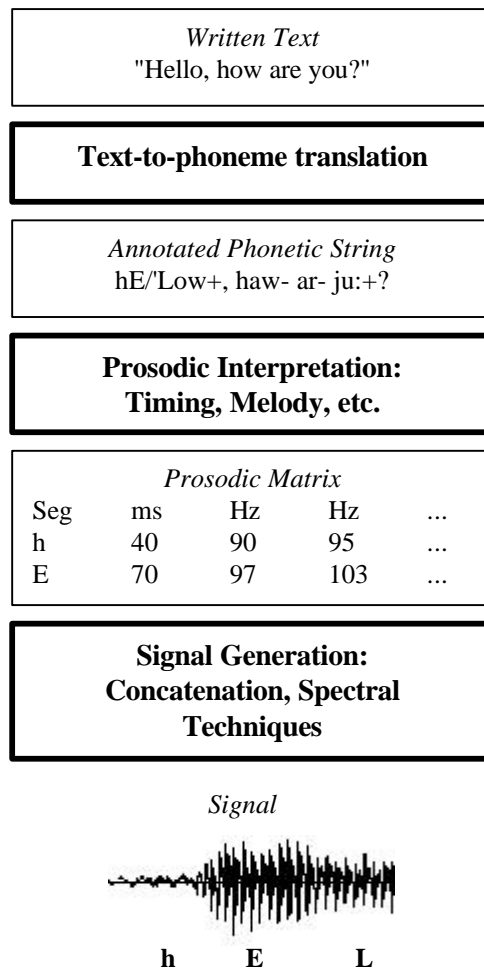 Written Text
"Hello, how are you?"
Text-to-phoneme translation
Annotated Phonetic String
hE/'Low+, haw- ar- ju:+?
Prosodic Interpretation:
Timing, Melody, etc.
Prosodic Matrix
Seg ms Hz Hz ...
h 40 90 95 ...
E 70 97 103 ...
Signal Generation:
Concatenation, Spectral
Techniques
Signal
h E L